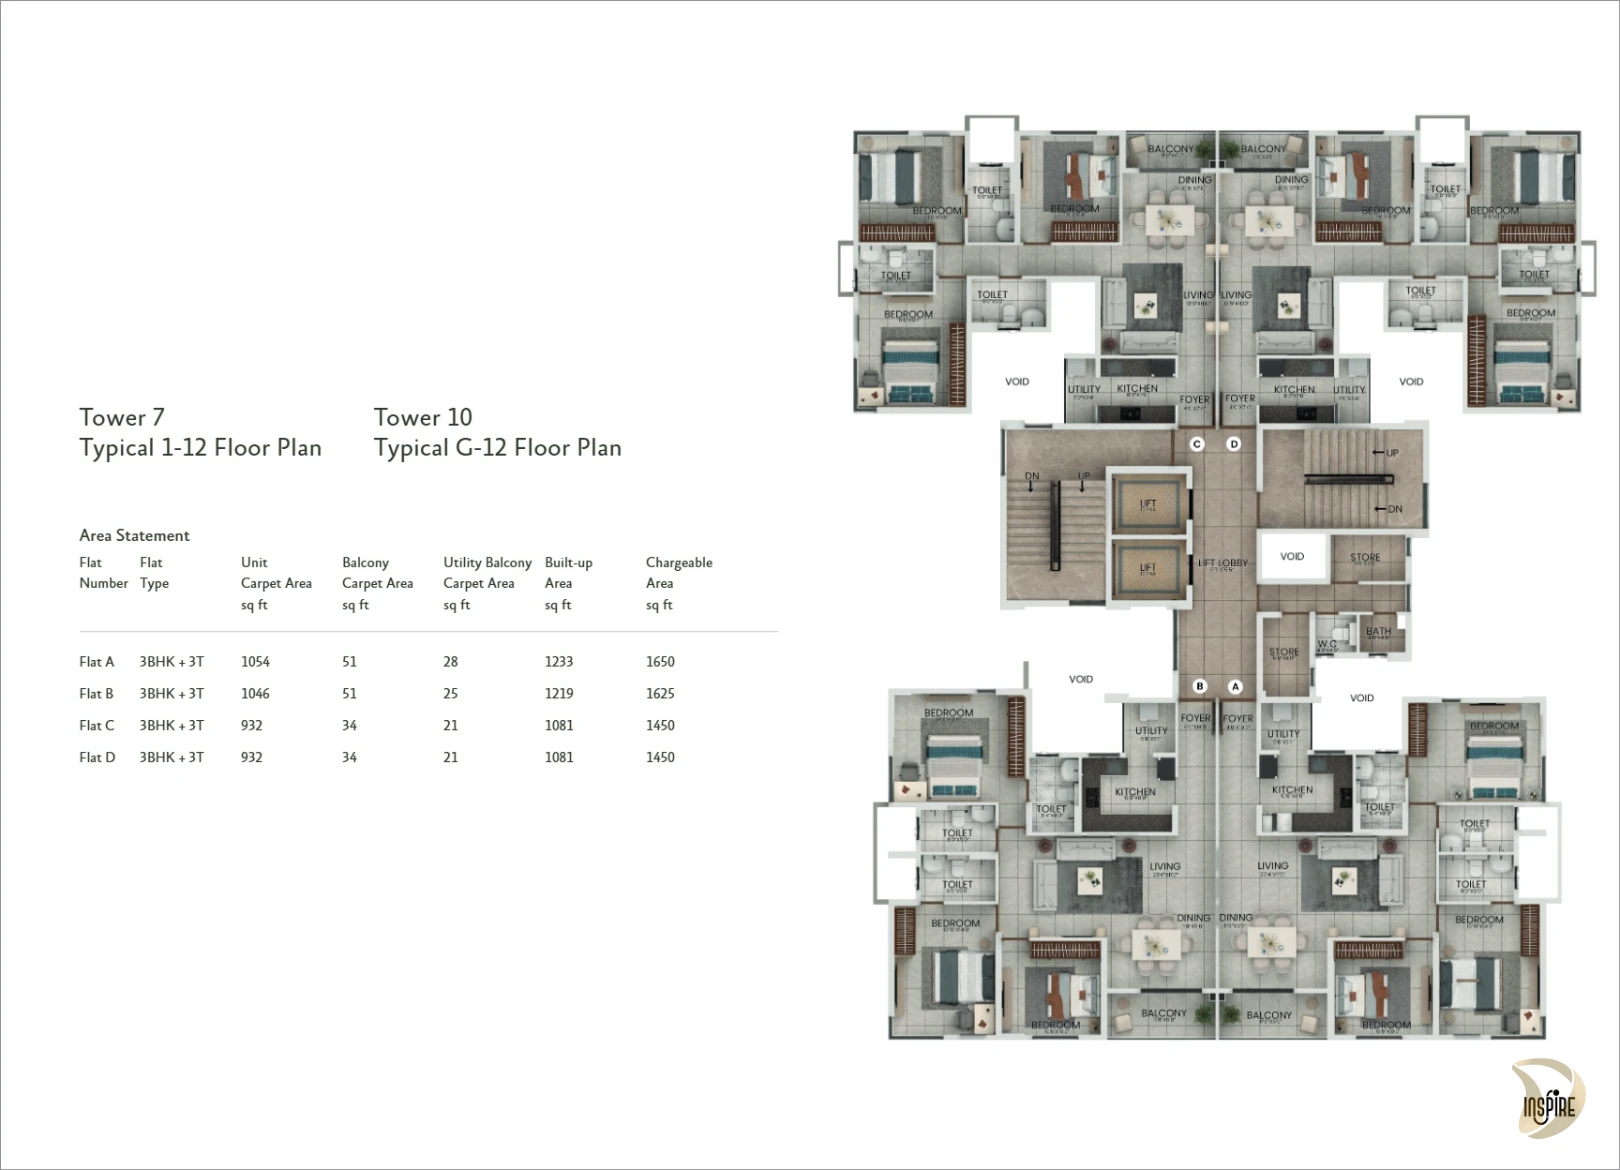 Tower 7
Typical 1-12 Floor Plan
Tower 10
Typical G-12 Floor Plan
Area Statement
Flat Number Flat Type Unit Carpet Area sq ft Balcony Carpet Area sq ft Utility Balcony Carpet Area sq ft Built-up Area sq ft Chargeable Area sq ft
Flat A 3BHK + 3T 1054 51 28 1233 1650
Flat B 3BHK + 3T 1046 51 25 1219 1625
Flat C 3BHK + 3T 932 34 21 1081 1450
Flat D 3BHK + 3T 932 34 21 1081 1450
BALCONY BALCONY
DINING DINING
TOILET TOILET
BEDROOM BEDROOM BEDROOM BEDROOM
TOILET TOILET
TOILET LIVING LIVING TOILET
BEDROOM BEDROOM
VOID VOID
UTILITY KITCHEN KITCHEN UTILITY
FOYER FOYER
C D
UP
DN UP
LIFT DN
VOID STORE
LIFT LIFT LOBBY
BATH
W.C
STORE
VOID B A VOID
BEDROOM FOYER FOYER BEDROOM
UTILITY UTILITY
KITCHEN KITCHEN
TOILET TOILET
TOILET TOILET
LIVING LIVING
TOILET TOILET
BEDROOM DINING DINING BEDROOM
BALCONY BALCONY
BEDROOM BEDROOM
INSPIRE